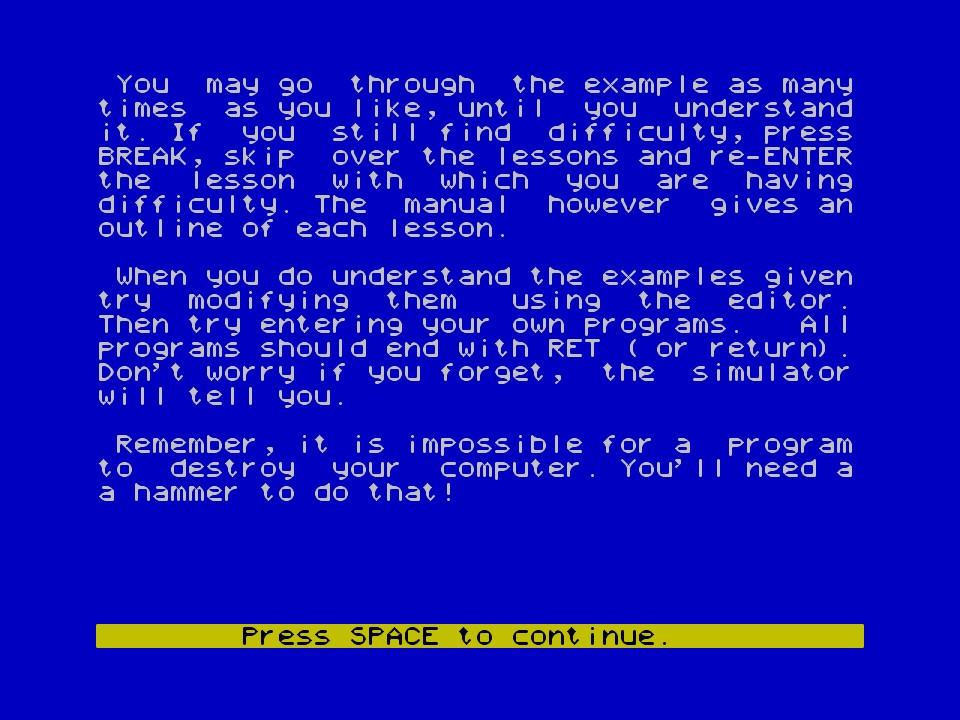 You  may go  through  the example as many
times  as you like, until  you  understand
it. If  you  still find  difficulty, press
BREAK, skip  over the lessons and re-ENTER
the  lesson  with  which  you  are  having
difficulty. The  manual  however  gives an
outline of each lesson.
When you do understand the examples given
try  modifying  them   using  the  editor.
Then try entering your own programs.   All
programs should end with RET ( or return).
Don't worry if you forget,  the  simulator
will tell you.
Remember, it is impossible for a  program
to  destroy  your  computer. You'll need a
a hammer to do that!
Press SPACE to continue.